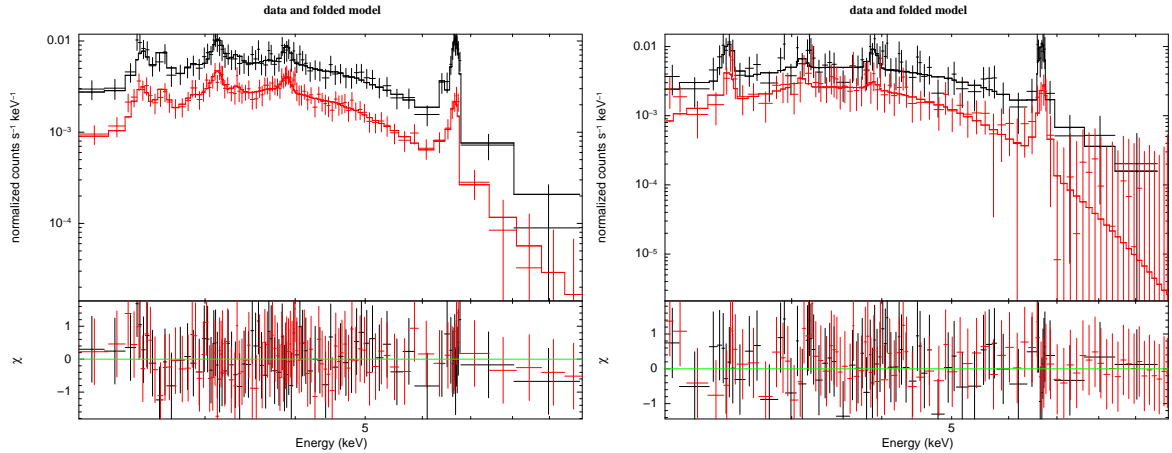 data and folded model
normalized counts s⁻¹ keV⁻¹
0.01
10⁻³
10⁻⁴
χ
1
0
−1
5
Energy (keV)
data and folded model
normalized counts s⁻¹ keV⁻¹
0.01
10⁻³
10⁻⁴
10⁻⁵
χ
1
0
−1
5
Energy (keV)